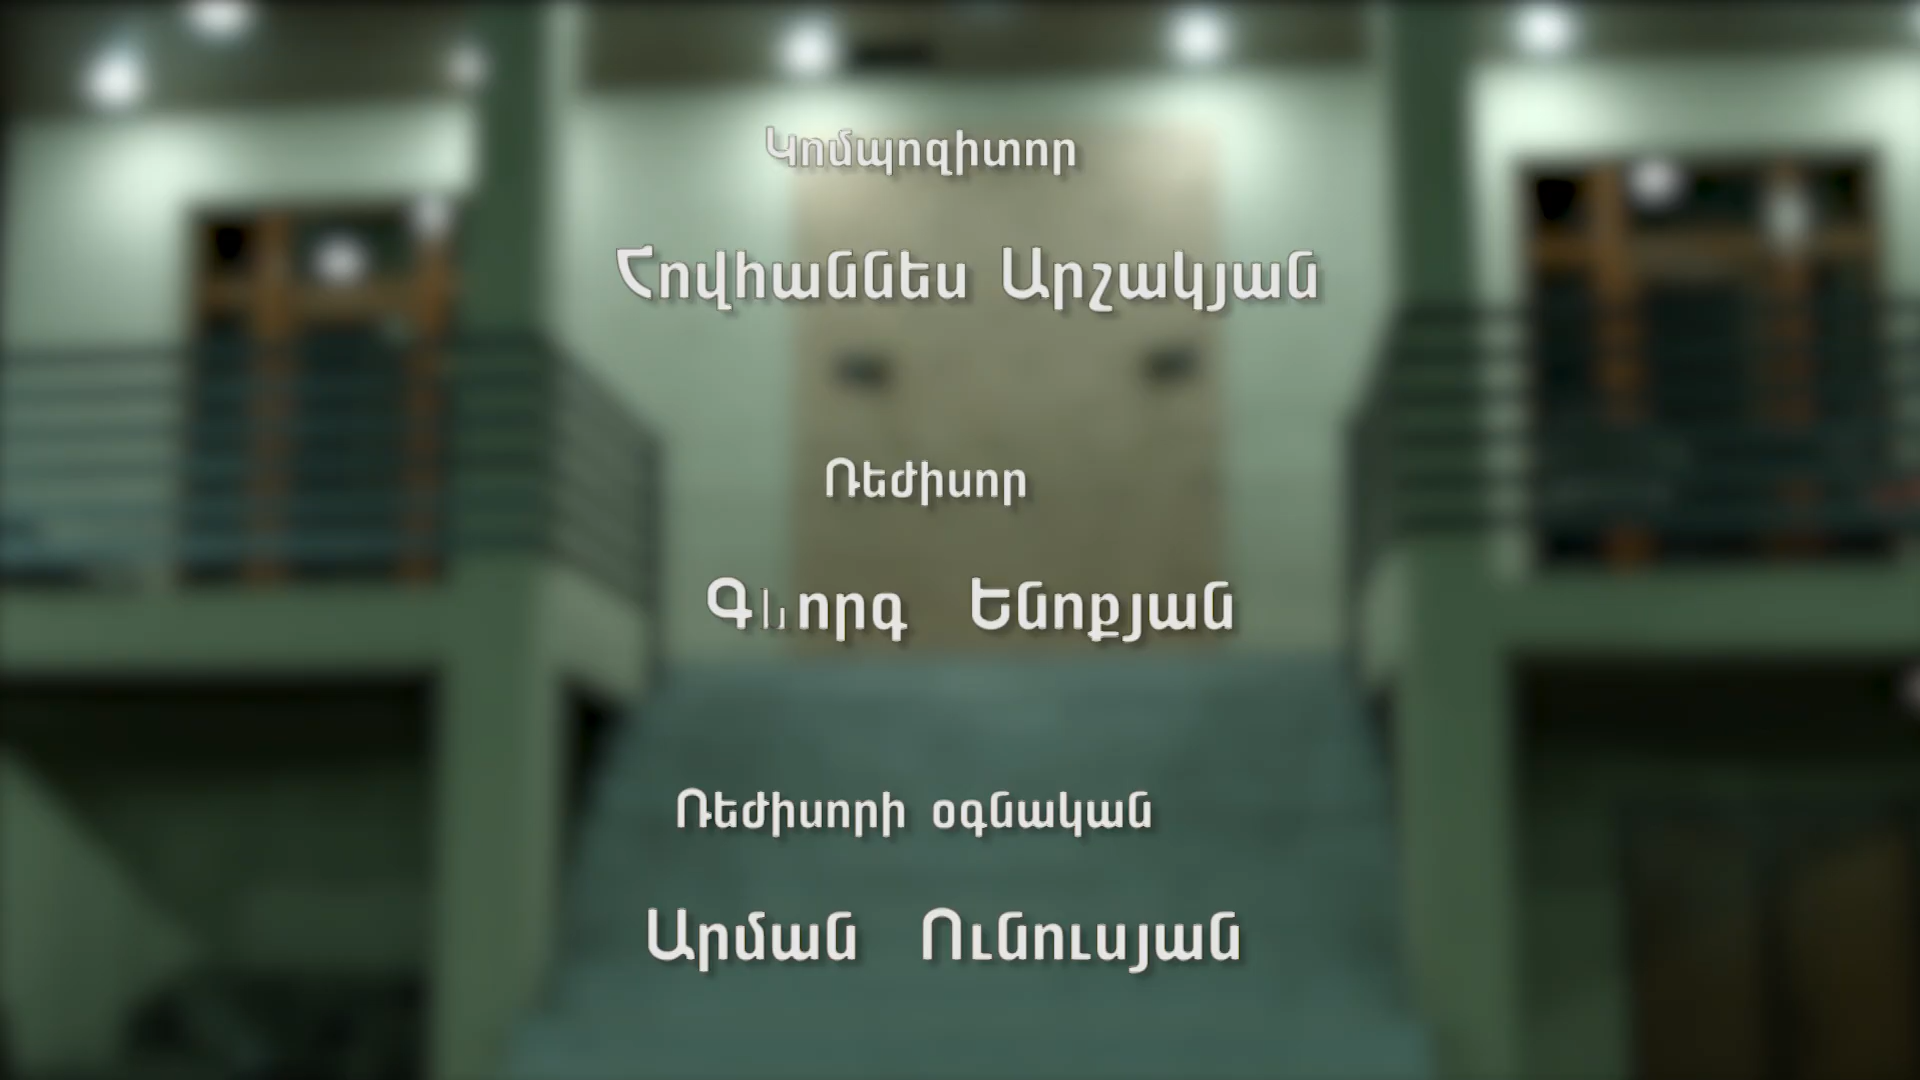 Կոմպոզիտոր
Հովհաննես Արշակյան
Ռեժիսոր
Գևորգ Ենոքյան
Ռեժիսորի օգնական
Արման Ունուսյան